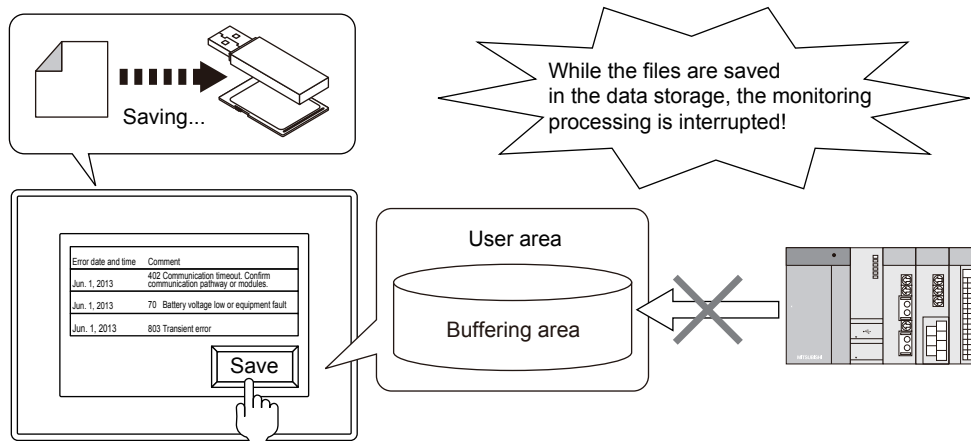 Saving...
While the files are saved
in the data storage, the monitoring
processing is interrupted!
Error date and time Comment
Jun. 1, 2013 402 Communication timeout. Confirm
communication pathway or modules.
Jun. 1, 2013 70 Battery voltage low or equipment fault
Jun. 1, 2013 803 Transient error
Save
User area
Buffering area
MITSUBISHI